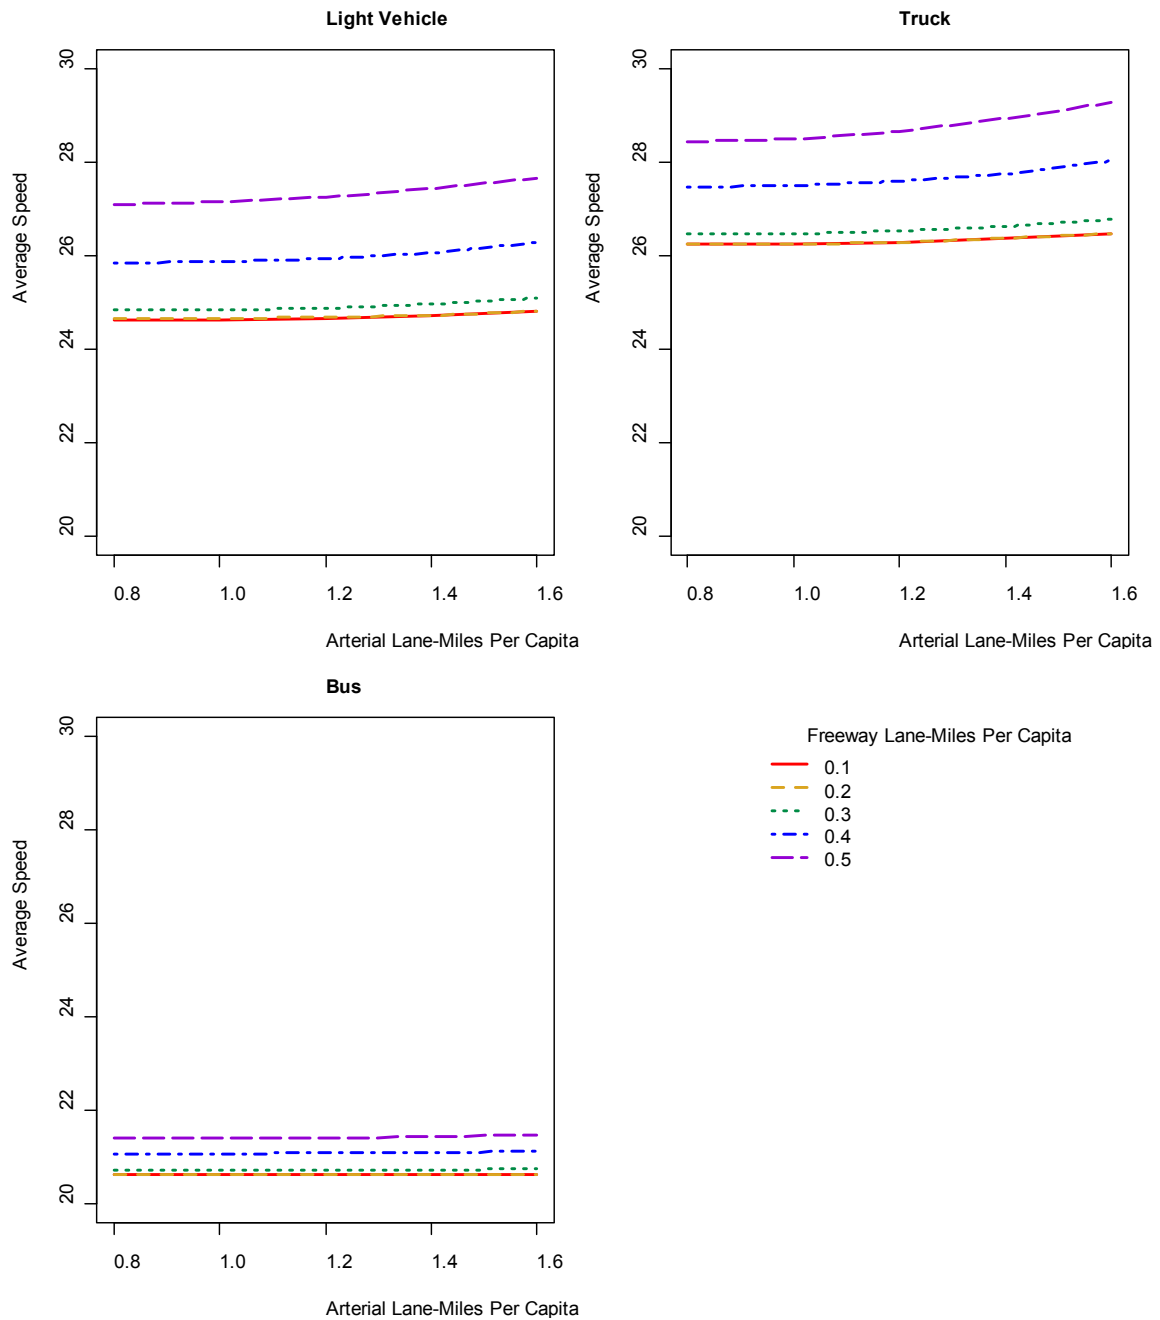 Light Vehicle
30
28
26
24
22
20
Average Speed
0.8 1.0 1.2 1.4 1.6
Arterial Lane-Miles Per Capita
Truck
30
28
26
24
22
20
Average Speed
0.8 1.0 1.2 1.4 1.6
Arterial Lane-Miles Per Capita
Bus
30
28
26
24
22
20
Average Speed
0.8 1.0 1.2 1.4 1.6
Arterial Lane-Miles Per Capita
Freeway Lane-Miles Per Capita
0.1
0.2
0.3
0.4
0.5